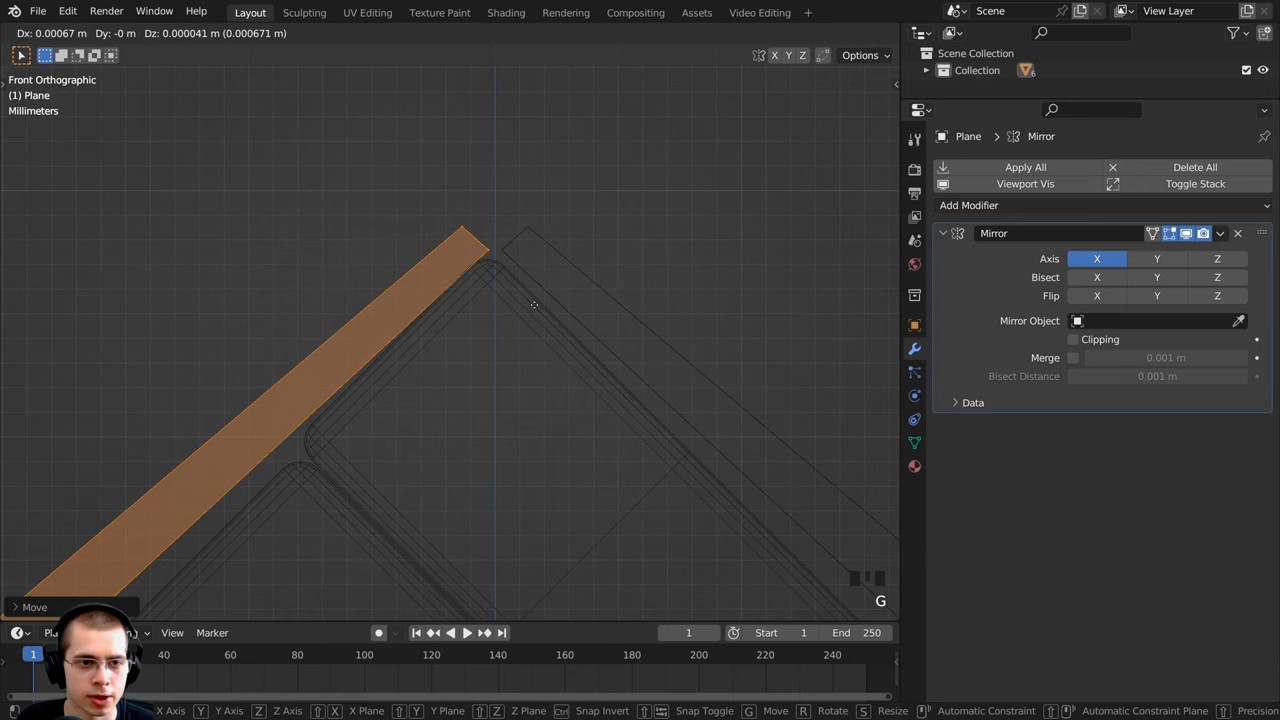 File Edit Render Window Help
Layout Sculpting UV Editing Texture Paint Shading Rendering Compositing Assets Video Editing +
Scene
View Layer
Dx: 0.00067 m Dy: -0 m Dz: 0.000041 m (0.000671 m)
X Y Z
Options
Front Orthographic
(1) Plane
Millimeters
Scene Collection
Collection 6
Plane > Mirror
Apply All
Delete All
Viewport Vis
Toggle Stack
Add Modifier
Mirror
Axis X Y Z
Bisect X Y Z
Flip X Y Z
Mirror Object
Clipping
Merge 0.001 m
Bisect Distance 0.001 m
Data
G
> Move
View Marker
1
Start 1
End 250
1 40 60 80 100 120 140 160 180 200 220 240
X Axis Y Y Axis Z Z Axis X X Plane Y Y Plane Z Z Plane Ctrl Snap Invert Snap Toggle G Move R Rotate S Resize Automatic Constraint Automatic Constraint Plane Precision